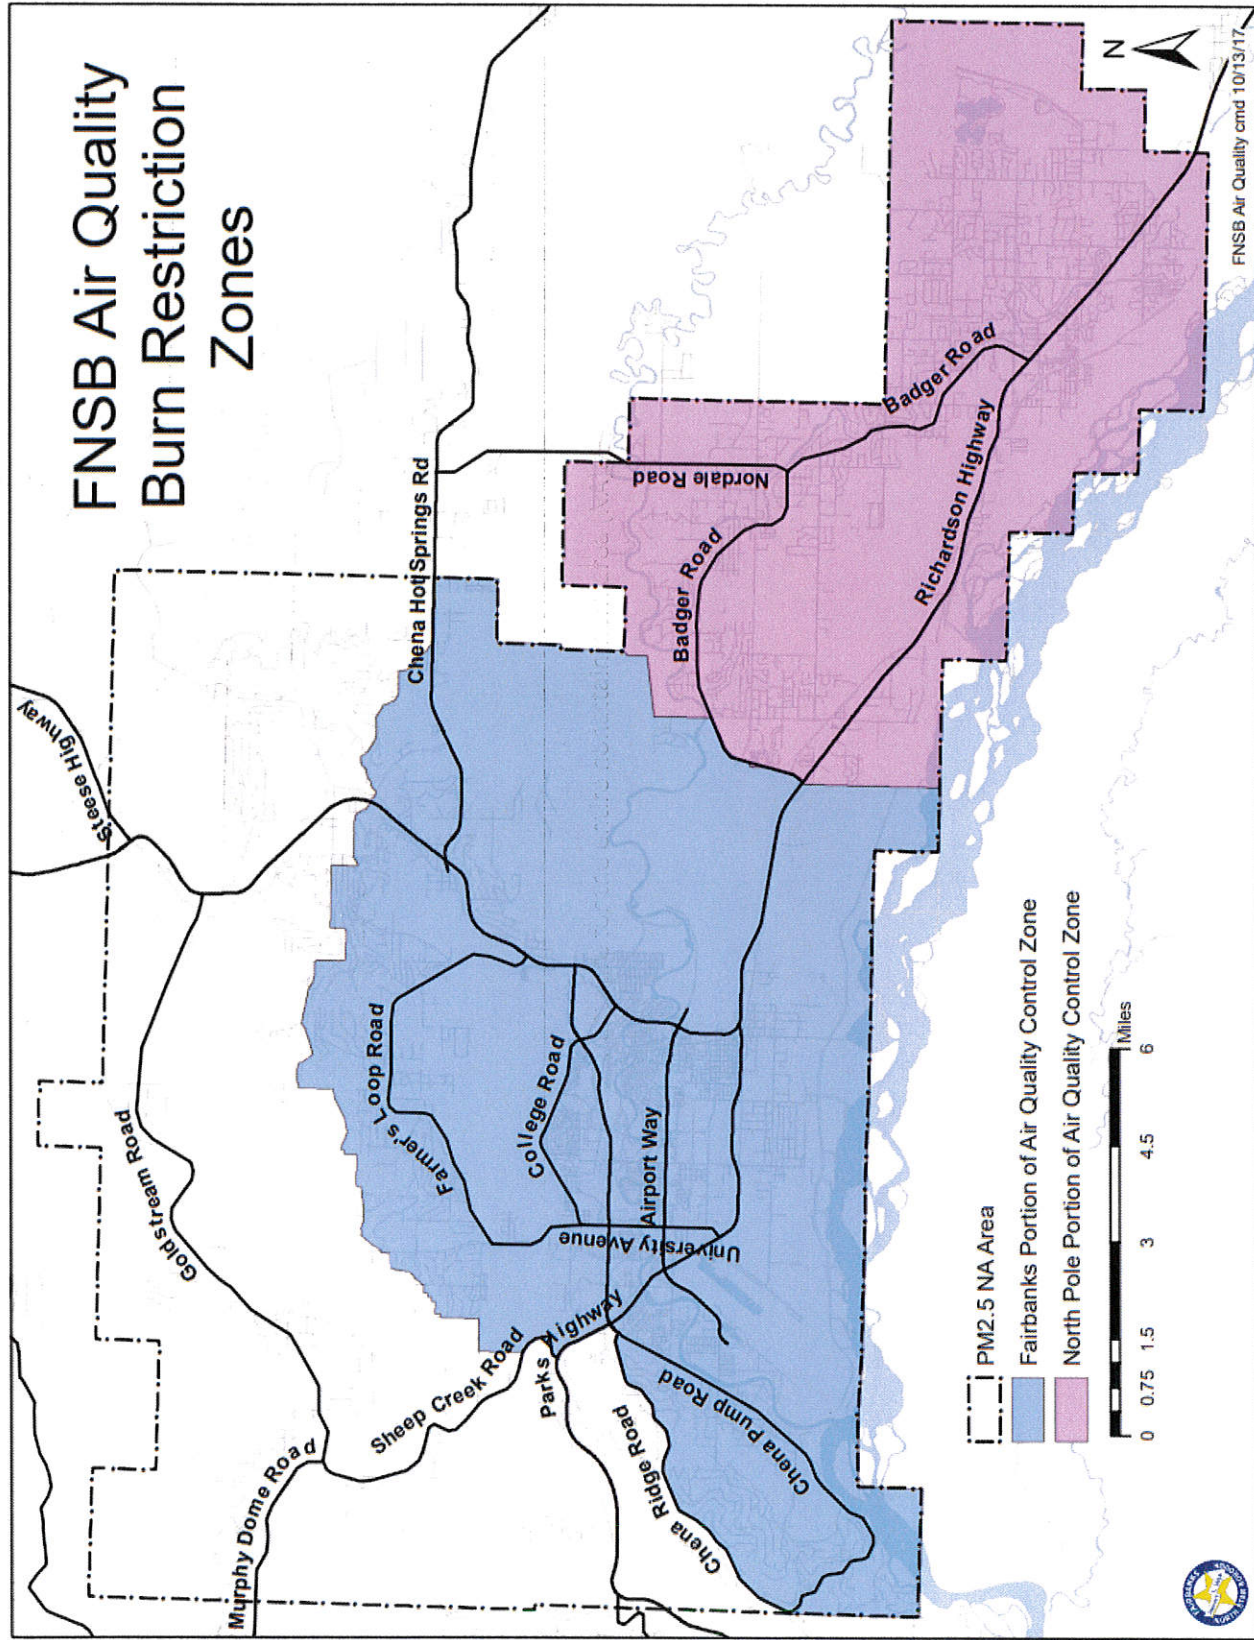 FNSB Air Quality
Burn Restriction
Zones
Steese Highway
Chena Hot Springs Rd
Goldstream Road
Murphy Dome Road
Sheep Creek Road
Parks Highway
Farmer's Loop Road
College Road
University Avenue
Airport Way
Chena Ridge Road
Chena Pump Road
Nordale Road
Badger Road
Badger Road
Richardson Highway
N
PM2.5 NA Area
Fairbanks Portion of Air Quality Control Zone
North Pole Portion of Air Quality Control Zone
0 0.75 1.5 3 4.5 6
Miles
FNSB Air Quality cmd 10/13/17
FAIRBANKS
NORTH STAR BOROUGH